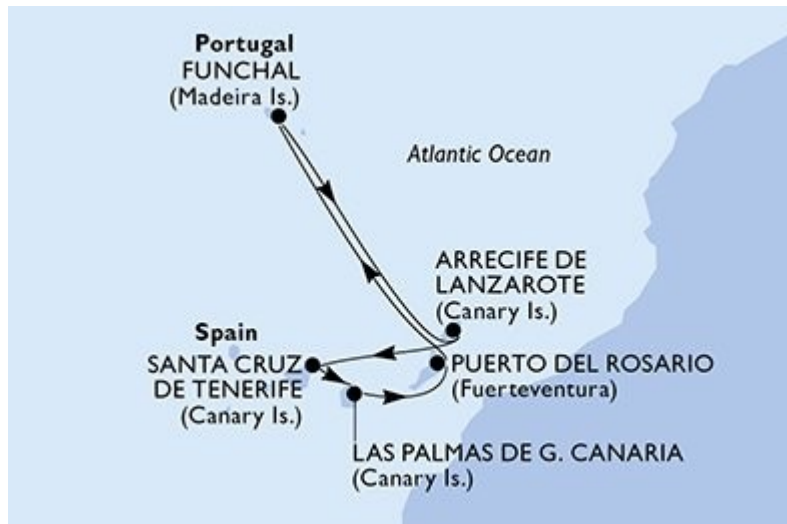 Portugal
FUNCHAL
(Madeira Is.)
Atlantic Ocean
ARRECIFE DE
LANZAROTE
(Canary Is.)
Spain
SANTA CRUZ
DE TENERIFE
(Canary Is.)
PUERTO DEL ROSARIO
(Fuerteventura)
LAS PALMAS DE G. CANARIA
(Canary Is.)